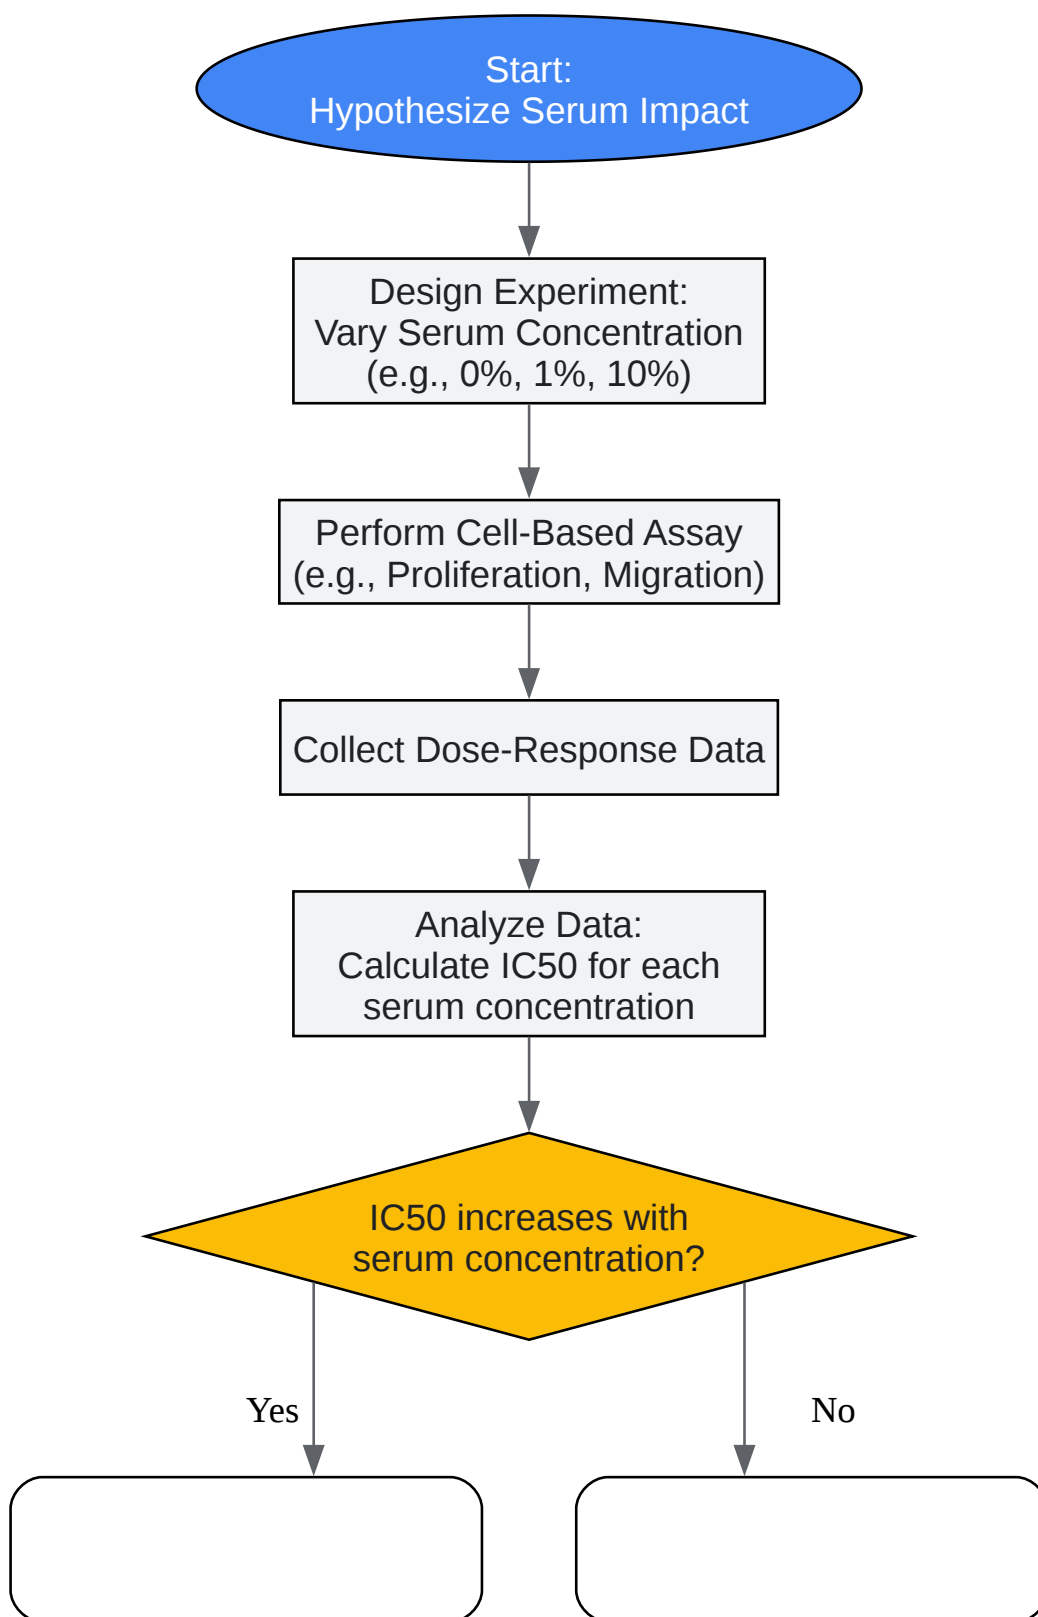 Start:
Hypothesize Serum Impact
Design Experiment:
Vary Serum Concentration
(e.g., 0%, 1%, 10%)
Perform Cell-Based Assay
(e.g., Proliferation, Migration)
Collect Dose-Response Data
Analyze Data:
Calculate IC50 for each
serum concentration
IC50 increases with
serum concentration?
Yes
No